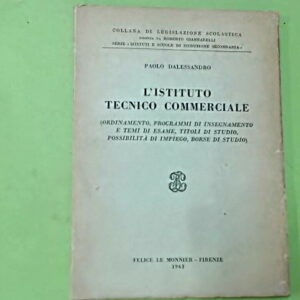 COLLANA DI LEGISLAZIONE SCOLASTICA
DIRETTA DA ROBERTO GIANNARELLI
SERIE «ISTITUTI E SCUOLE DI ISTRUZIONE SECONDARIA»
PAOLO DALESSANDRO
L'ISTITUTO
TECNICO COMMERCIALE
(ORDINAMENTO, PROGRAMMI DI INSEGNAMENTO
E TEMI DI ESAME, TITOLI DI STUDIO,
POSSIBILITÀ DI IMPIEGO, BORSE DI STUDIO)
FELICE LE MONNIER - FIRENZE